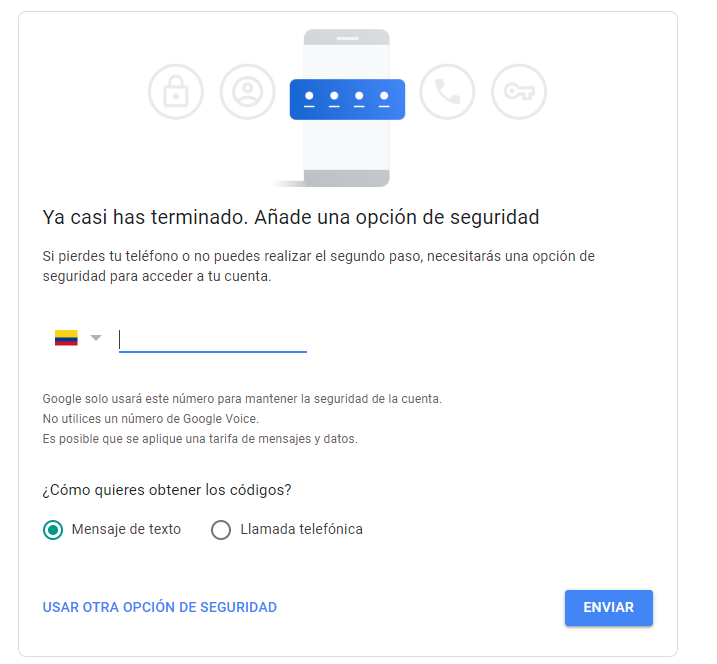 Ya casi has terminado. Añade una opción de seguridad
Si pierdes tu teléfono o no puedes realizar el segundo paso, necesitarás una opción de
seguridad para acceder a tu cuenta.
Google solo usará este número para mantener la seguridad de la cuenta.
No utilices un número de Google Voice.
Es posible que se aplique una tarifa de mensajes y datos.
¿Cómo quieres obtener los códigos?
Mensaje de texto Llamada telefónica
USAR OTRA OPCIÓN DE SEGURIDAD ENVIAR